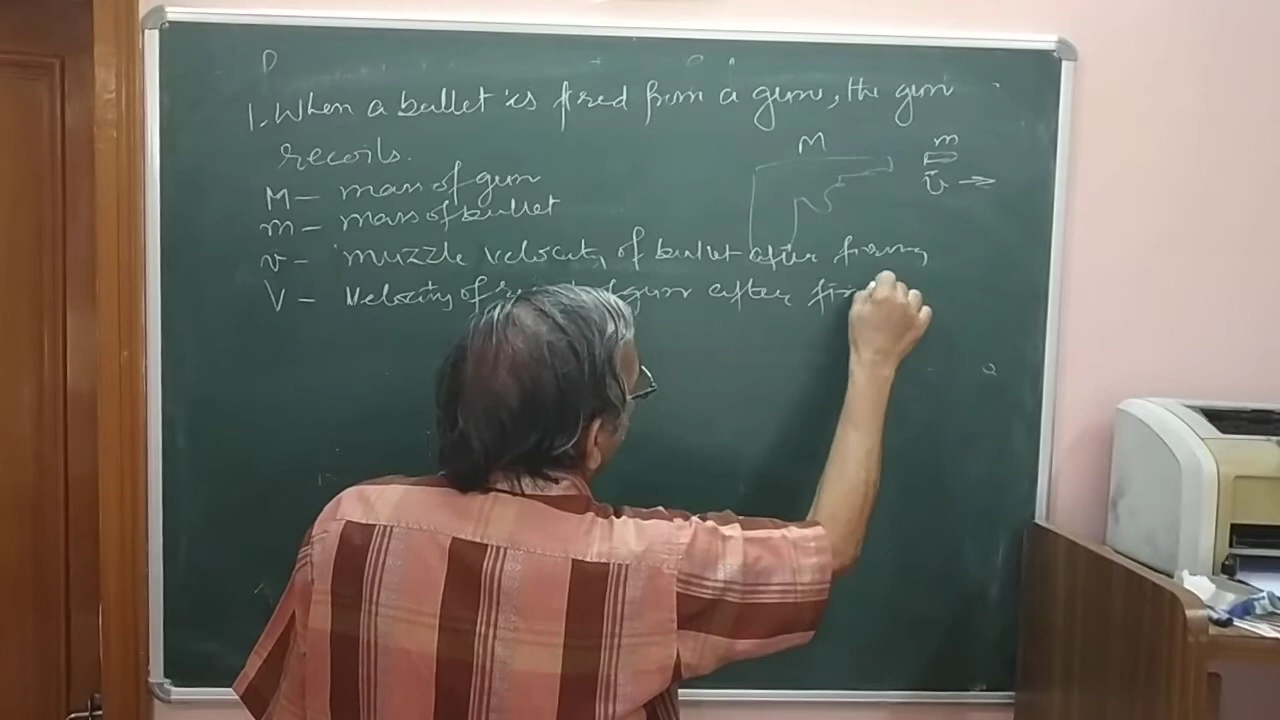 1. When a bullet is fired from a gun, the gun
recoils.
M
m
v →
M – mass of gun
m – mass of bullet
v – muzzle velocity of bullet after firing
V – Velocity of gun after